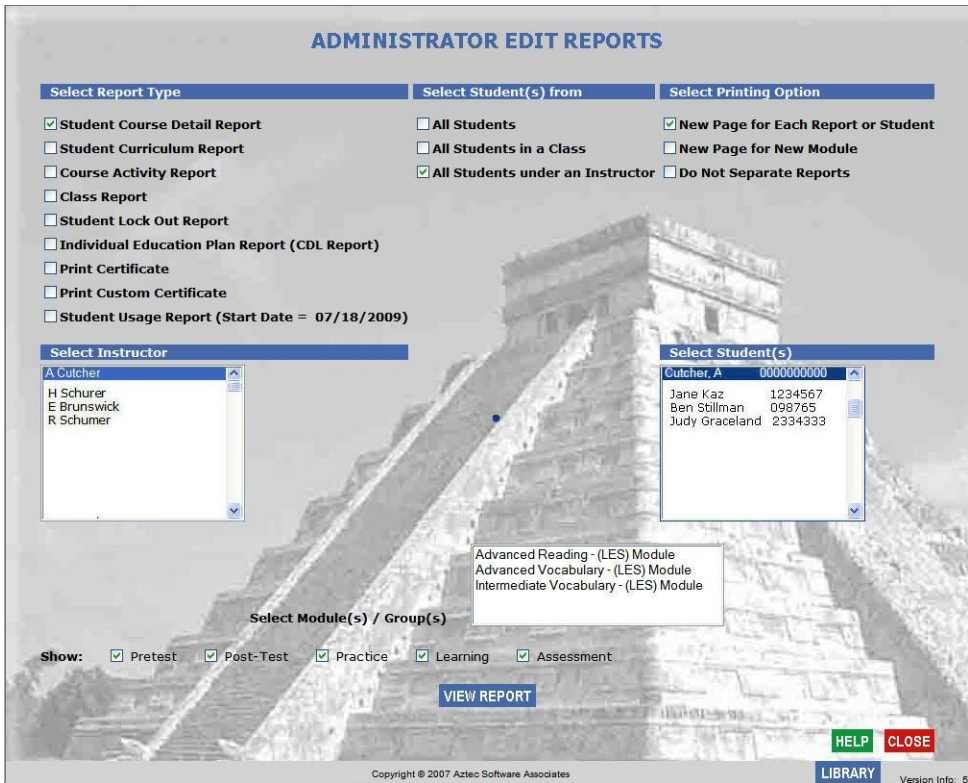 ADMINISTRATOR EDIT REPORTS
Select Report Type
Student Course Detail Report
Student Curriculum Report
Course Activity Report
Class Report
Student Lock Out Report
Individual Education Plan Report (CDL Report)
Print Certificate
Print Custom Certificate
Student Usage Report (Start Date = 07/18/2009)
Select Student(s) from
All Students
All Students in a Class
All Students under an Instructor
Select Printing Option
New Page for Each Report or Student
New Page for New Module
Do Not Separate Reports
Select Instructor
A Cutcher
H Schurer
E Brunswick
R Schumer
Select Student(s)
Cutcher, A 0000000000
Jane Kaz 1234567
Ben Stillman 098765
Judy Graceland 2334333
Select Module(s) / Group(s)
Advanced Reading - (LES) Module
Advanced Vocabulary - (LES) Module
Intermediate Vocabulary - (LES) Module
Show: Pretest Post-Test Practice Learning Assessment
VIEW REPORT
HELP CLOSE
LIBRARY
Copyright © 2007 Aztec Software Associates
Version Info: 5